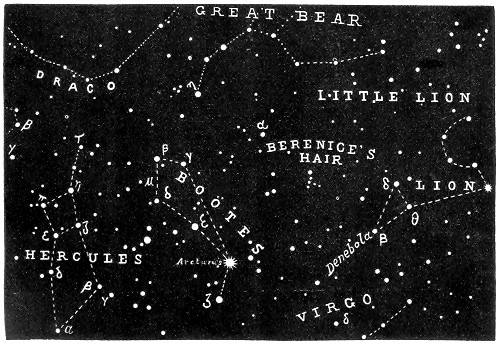 GREAT BEAR
DRACO
η
LITTLE LION
β
α
γ
BERENICE'S
HAIR
τ
β
γ
BOÖTES
μ
δ
ε
η
π
δ
LION
θ
ε
ζ
HERCULES
δ
Arcturus
Denebola
β
β
γ
ζ
VIRGO
δ
α